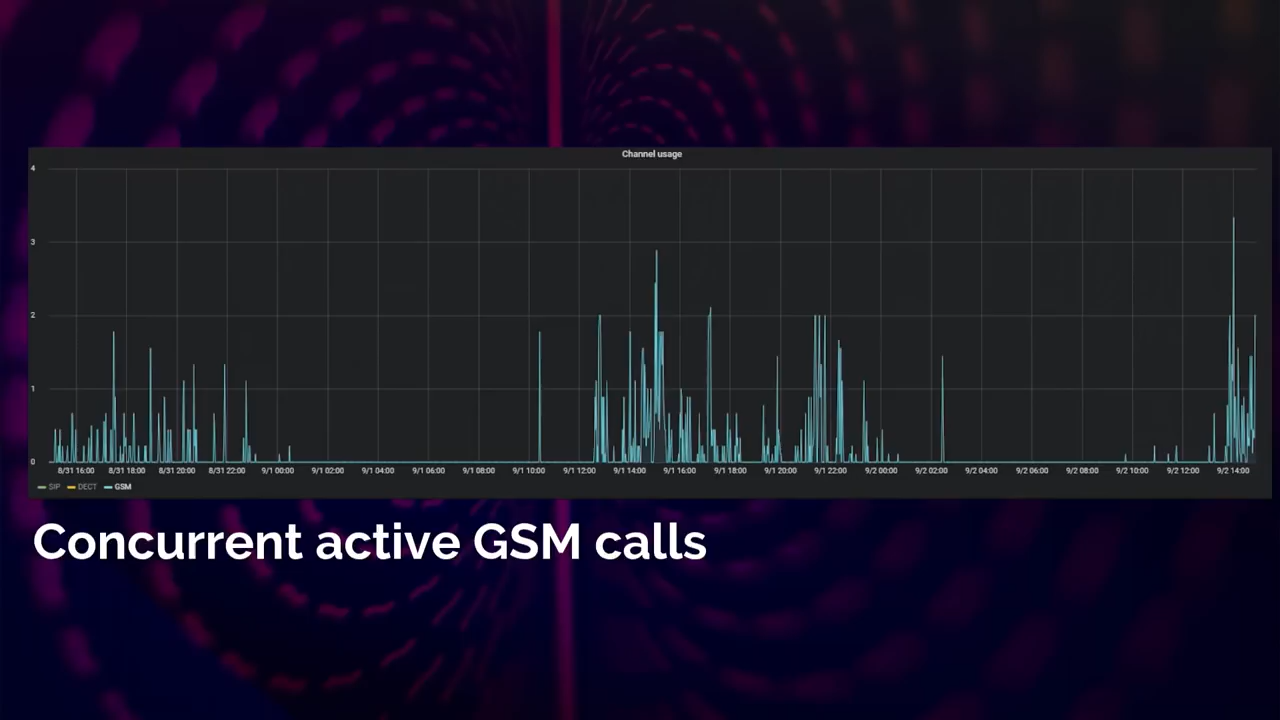 Channel usage
4
3
2
1
0
8/31 16:00 8/31 18:00 8/31 20:00 8/31 22:00 9/1 00:00 9/1 02:00 9/1 04:00 9/1 06:00 9/1 08:00 9/1 10:00 9/1 12:00 9/1 14:00 9/1 16:00 9/1 18:00 9/1 20:00 9/1 22:00 9/2 00:00 9/2 02:00 9/2 04:00 9/2 06:00 9/2 08:00 9/2 10:00 9/2 12:00 9/2 14:00
SIP DECT GSM
Concurrent active GSM calls